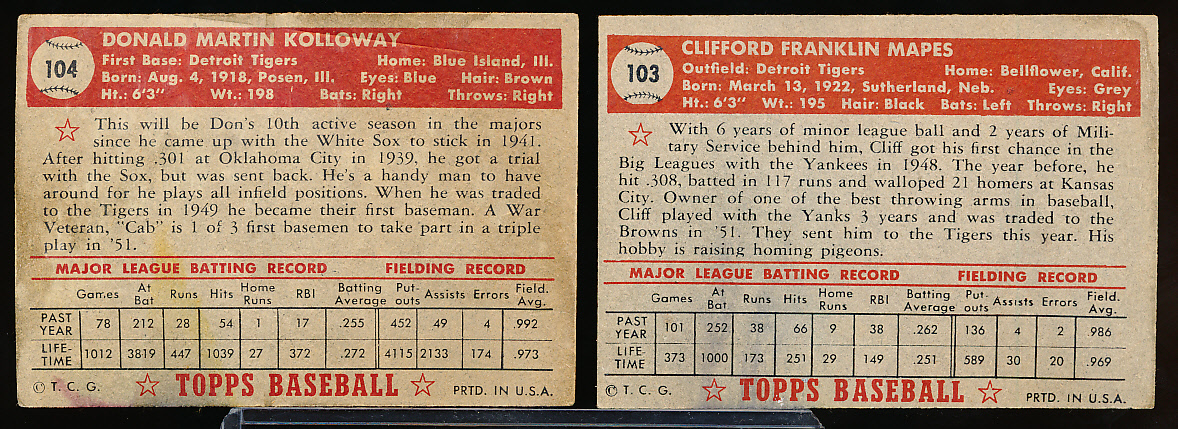 104
DONALD MARTIN KOLLOWAY
First Base: Detroit Tigers Home: Blue Island, Ill.
Born: Aug. 4, 1918, Posen, Ill. Eyes: Blue Hair: Brown
Ht.: 6'3" Wt.: 198 Bats: Right Throws: Right
This will be Don's 10th active season in the majors
since he came up with the White Sox to stick in 1941.
After hitting .301 at Oklahoma City in 1939, he got a trial
with the Sox, but was sent back. He's a handy man to have
around for he plays all infield positions. When he was traded
to the Tigers in 1949 he became their first baseman. A War
Veteran, "Cab" is 1 of 3 first basemen to take part in a triple
play in '51.
MAJOR LEAGUE BATTING RECORD FIELDING RECORD
Games At Bat Runs Hits Home Runs RBI Batting Average Put-outs Assists Errors Field. Avg.
PAST YEAR 78 212 28 54 1 17 .255 452 49 4 .992
LIFE-TIME 1012 3819 447 1039 27 372 .272 4115 2133 174 .973
© T. C. G. TOPPS BASEBALL PRTD. IN U.S.A.
103
CLIFFORD FRANKLIN MAPES
Outfield: Detroit Tigers Home: Bellflower, Calif.
Born: March 13, 1922, Sutherland, Neb. Eyes: Grey
Ht.: 6'3" Wt.: 195 Hair: Black Bats: Left Throws: Right
With 6 years of minor league ball and 2 years of Mili-
tary Service behind him, Cliff got his first chance in the
Big Leagues with the Yankees in 1948. The year before, he
hit .308, batted in 117 runs and walloped 21 homers at Kansas
City. Owner of one of the best throwing arms in baseball,
Cliff played with the Yanks 3 years and was traded to the
Browns in '51. They sent him to the Tigers this year. His
hobby is raising homing pigeons.
MAJOR LEAGUE BATTING RECORD FIELDING RECORD
Games At Bat Runs Hits Home Runs RBI Batting Average Put-outs Assists Errors Field. Avg.
PAST YEAR 101 252 38 66 9 38 .262 136 4 2 .986
LIFE-TIME 373 1000 173 251 29 149 .251 589 30 20 .969
© T. C. G. TOPPS BASEBALL PRTD. IN U.S.A.